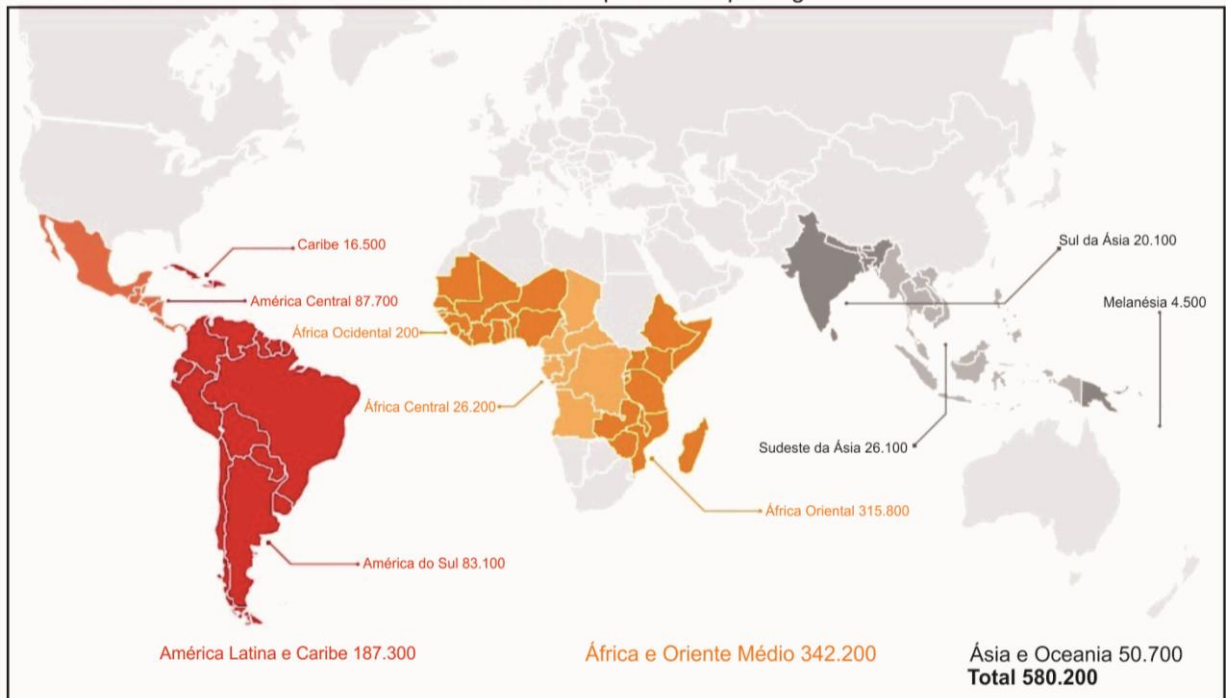 Caribe 16.500
Sul da Ásia 20.100
América Central 87.700
Melanésia 4.500
África Ocidental 200
África Central 26.200
Sudeste da Ásia 26.100
África Oriental 315.800
América do Sul 83.100
América Latina e Caribe 187.300
África e Oriente Médio 342.200
Ásia e Oceania 50.700
Total 580.200